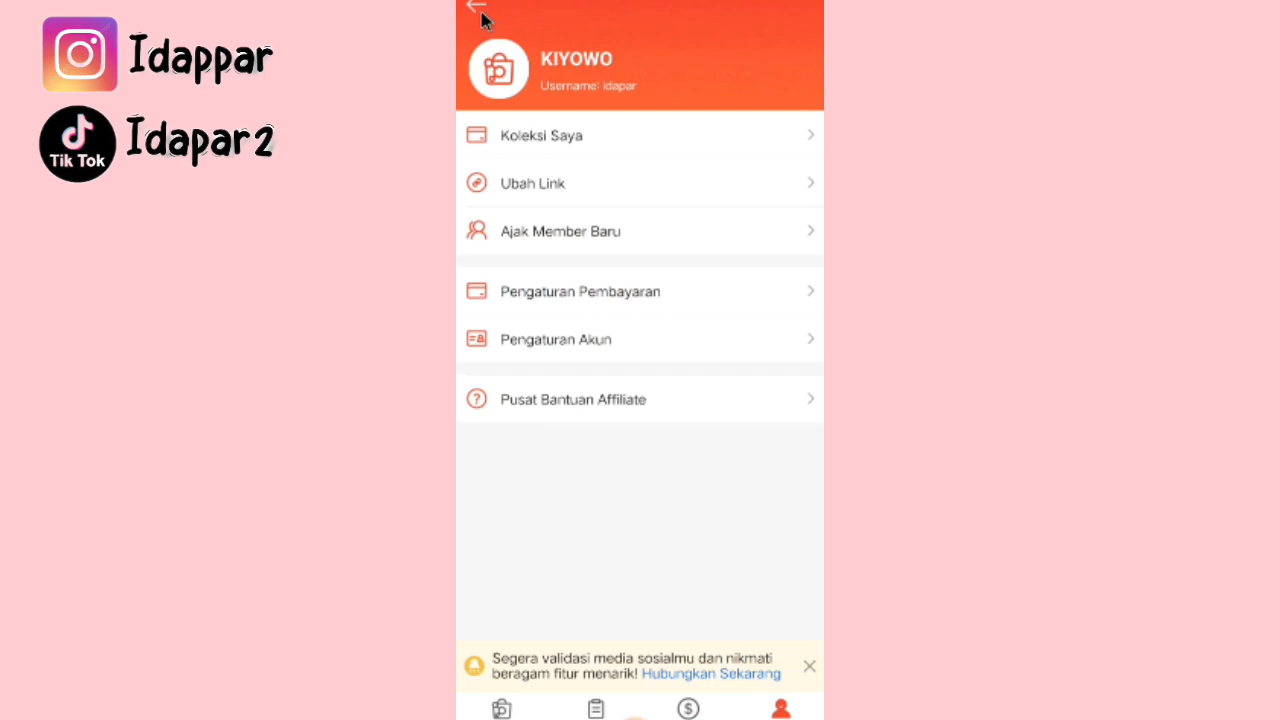 Idappar
Tik Tok
Idapar2
KIYOWO
Username: idapar
Koleksi Saya
Ubah Link
Ajak Member Baru
Pengaturan Pembayaran
Pengaturan Akun
Pusat Bantuan Affiliate
Segera validasi media sosialmu dan nikmati
beragam fitur menarik! Hubungkan Sekarang